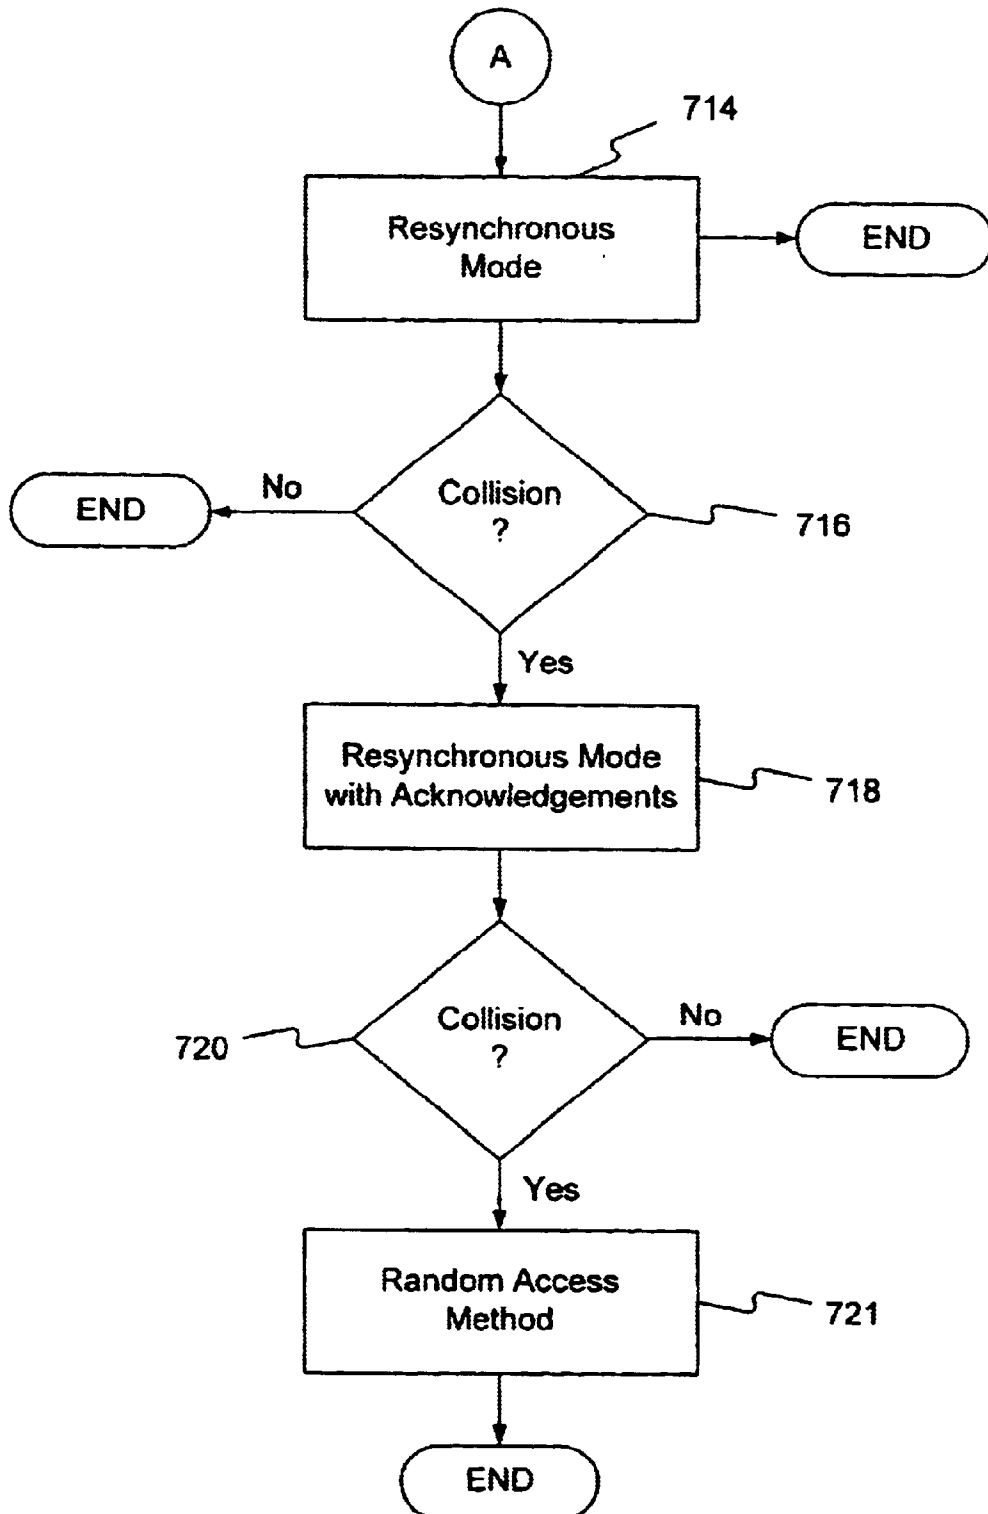 A
714
Resynchronous
Mode
END
Collision
?
No
END
716
Yes
Resynchronous Mode
with Acknowledgements
718
Collision
?
No
END
720
Yes
Random Access
Method
721
END